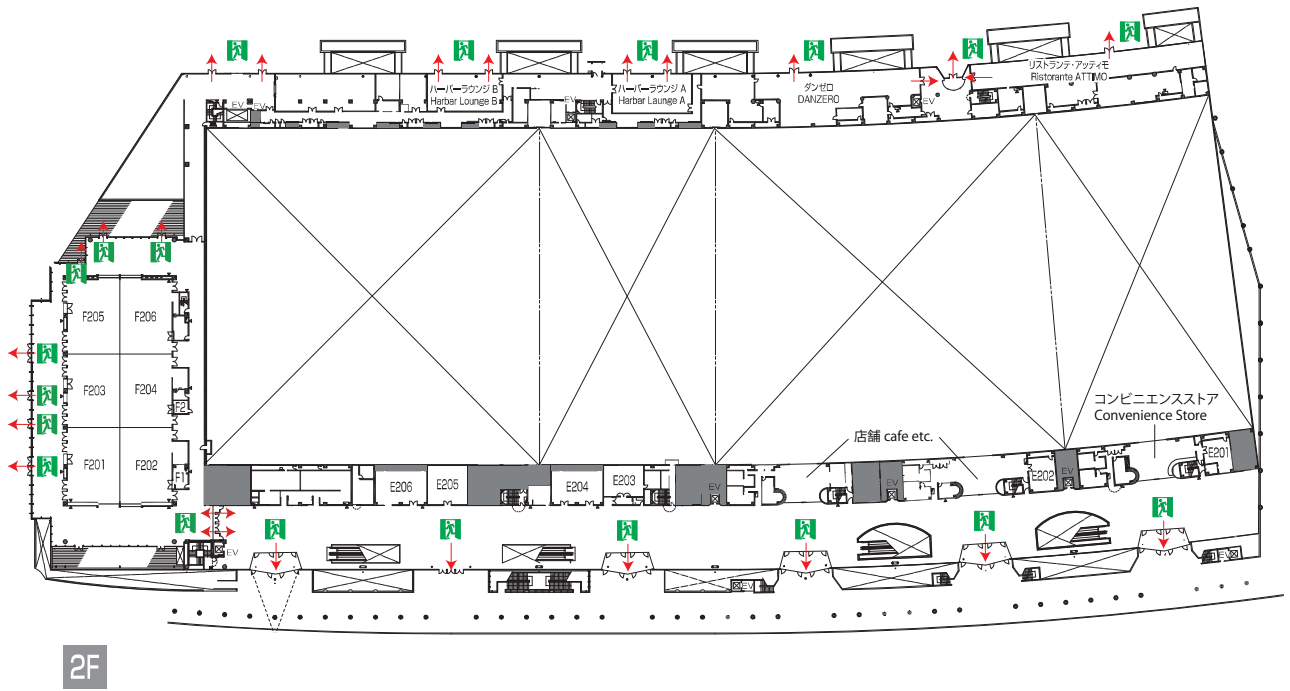 リストランテ・アッティモ
Ristorante ATTIMO
ハーバーラウンジ B
Harbar Lounge B
ハーバーラウンジ A
Harbar Launge A
ダンゼロ
DANZERO
EV
EV
EV
EV
F205
F206
F203
F204
F2
F201
F202
F1
コンビニエンスストア
Convenience Store
店舗 cafe etc.
E206
E205
E204
E203
E202
E201
EV
EV
EV
EV
EV
EV
2F